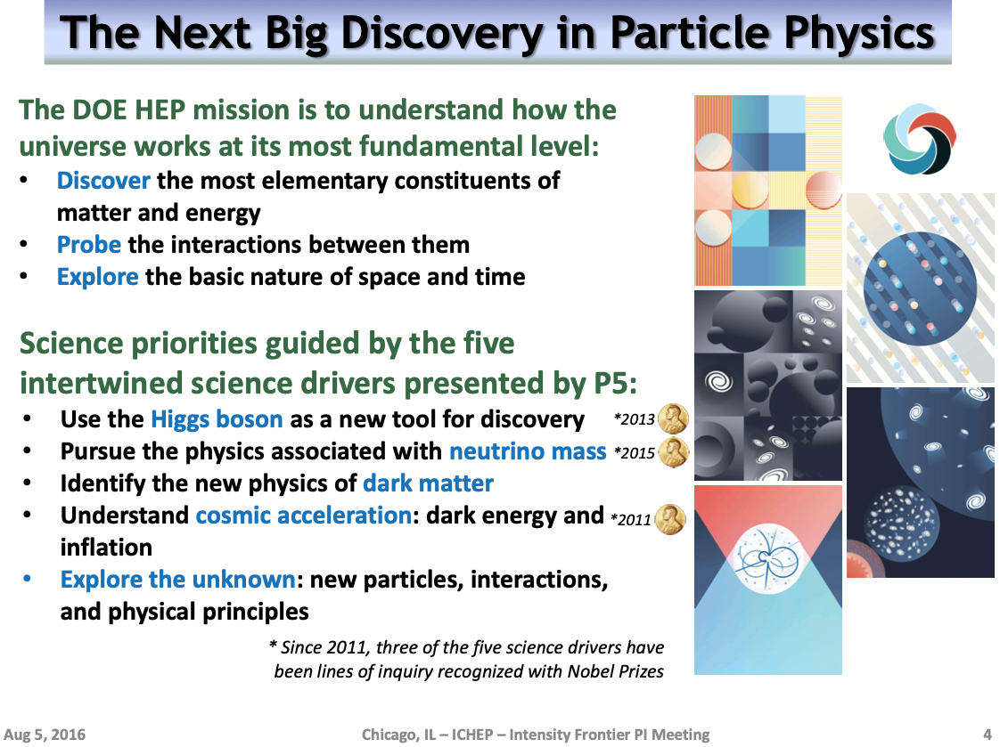 The Next Big Discovery in Particle Physics
The DOE HEP mission is to understand how the
universe works at its most fundamental level:
• Discover the most elementary constituents of
matter and energy
• Probe the interactions between them
• Explore the basic nature of space and time
Science priorities guided by the five
intertwined science drivers presented by P5:
• Use the Higgs boson as a new tool for discovery *2013
• Pursue the physics associated with neutrino mass *2015
• Identify the new physics of dark matter
• Understand cosmic acceleration: dark energy and *2011
inflation
• Explore the unknown: new particles, interactions,
and physical principles
* Since 2011, three of the five science drivers have
been lines of inquiry recognized with Nobel Prizes
Aug 5, 2016 Chicago, IL – ICHEP – Intensity Frontier PI Meeting 4